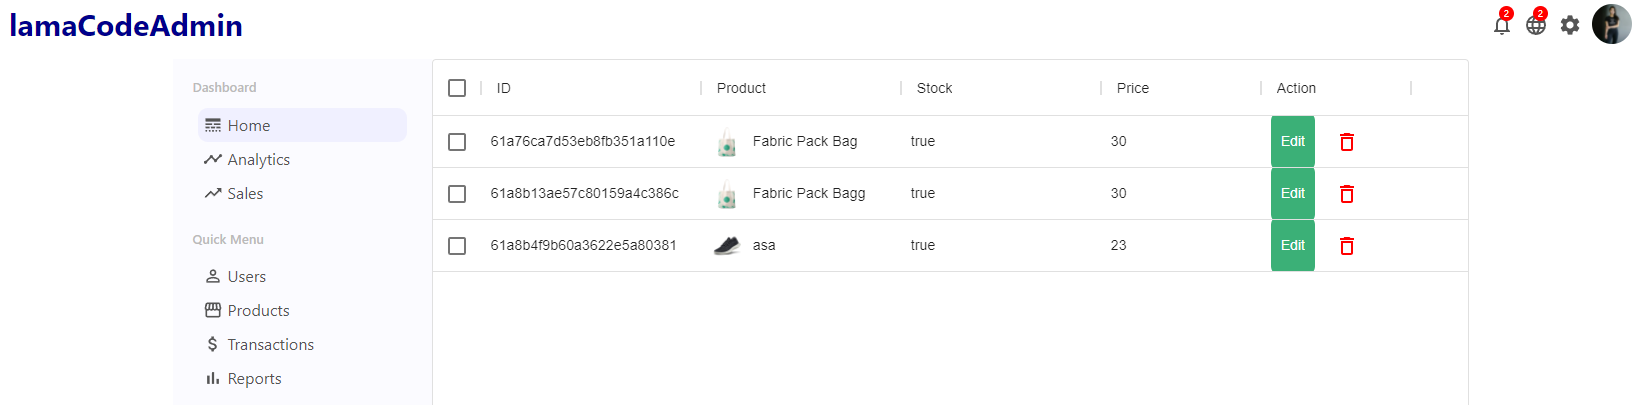 lamaCodeAdmin
2 2
Dashboard
Home
Analytics
Sales
Quick Menu
Users
Products
Transactions
Reports
ID Product Stock Price Action
61a76ca7d53eb8fb351a110e Fabric Pack Bag true 30 Edit
61a8b13ae57c80159a4c386c Fabric Pack Bagg true 30 Edit
61a8b4f9b60a3622e5a80381 asa true 23 Edit